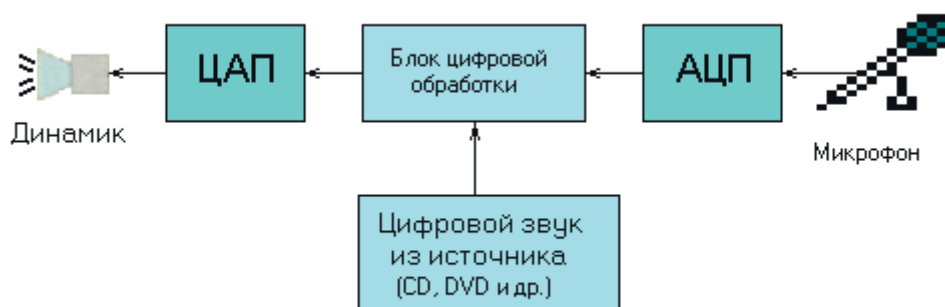 ЦАП
Блок цифровой
обработки
АЦП
Динамик
Микрофон
Цифровой звук
из источника
(CD, DVD и др.)